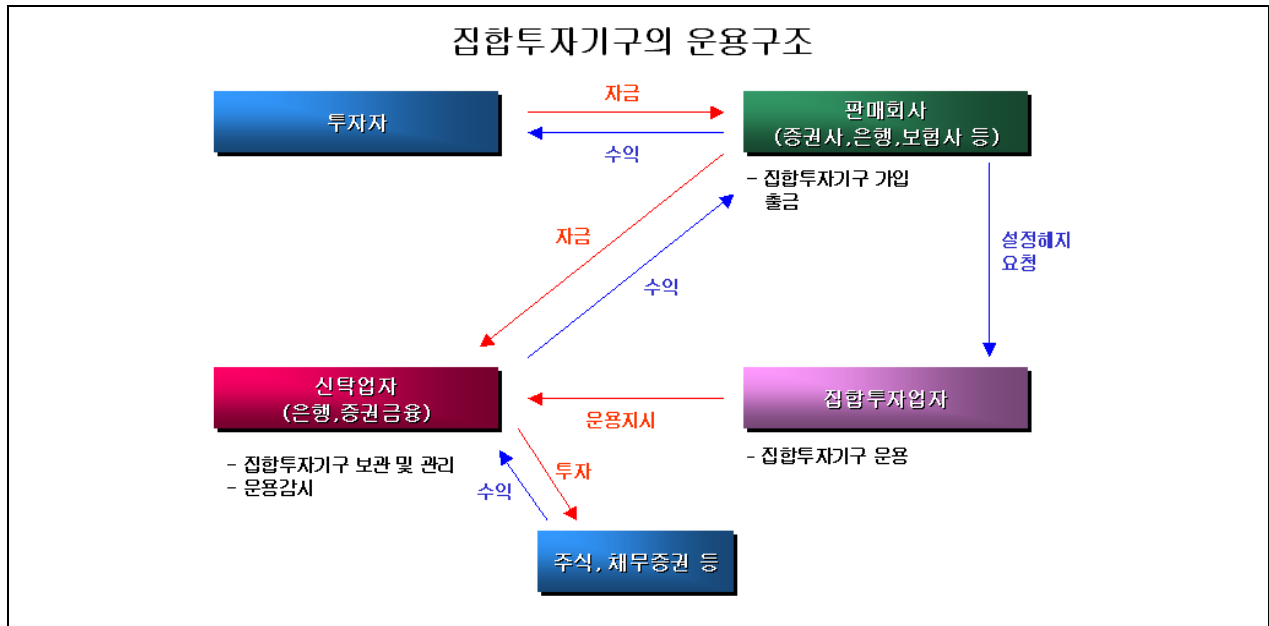 집합투자기구의 운용구조
투자자
자금
수익
판매회사
(증권사,은행,보험사 등)
- 집합투자기구 가입
출금
자금
수익
설정해지
요청
신탁업자
(은행,증권금융)
- 집합투자기구 보관 및 관리
- 운용감시
운용지시
집합투자업자
- 집합투자기구 운용
투자
수익
주식, 채무증권 등